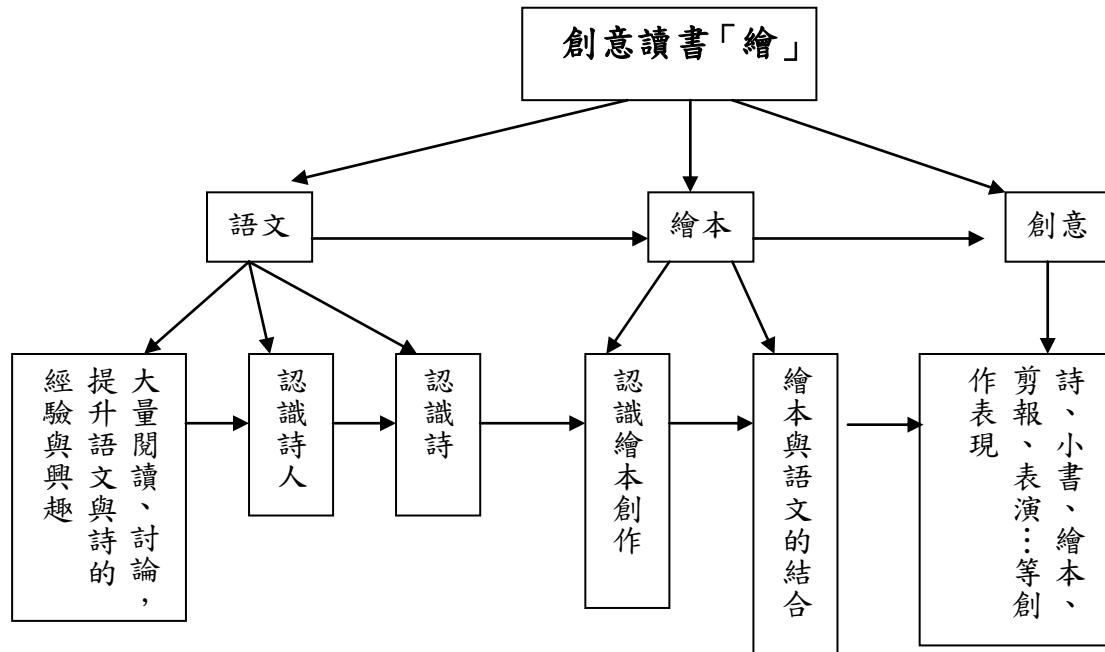 創意讀書「繪」
語文
繪本
創意
大量閱讀、討論，
提升語文與詩的
經驗與興趣
認識詩人
認識詩
認識繪本創作
繪本與語文的結合
詩、小書、繪本、
剪報、表演…等創
作表現